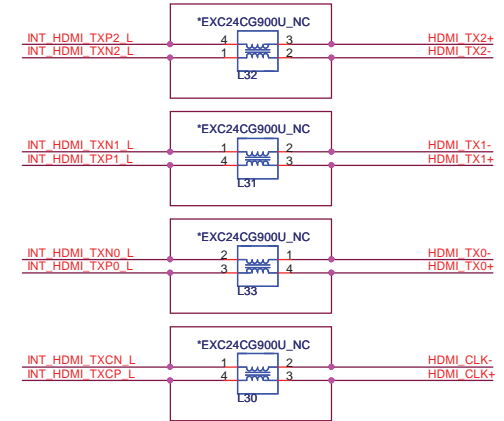 *EXC24CG900U_NC
INT_HDMI_TXP2_L 4 3 HDMI_TX2+
INT_HDMI_TXN2_L 1 2 HDMI_TX2-
L32
*EXC24CG900U_NC
INT_HDMI_TXN1_L 1 2 HDMI_TX1-
INT_HDMI_TXP1_L 4 3 HDMI_TX1+
L31
*EXC24CG900U_NC
INT_HDMI_TXN0_L 2 1 HDMI_TX0-
INT_HDMI_TXP0_L 3 4 HDMI_TX0+
L33
*EXC24CG900U_NC
INT_HDMI_TXCN_L 1 2 HDMI_CLK-
INT_HDMI_TXCP_L 4 3 HDMI_CLK+
L30